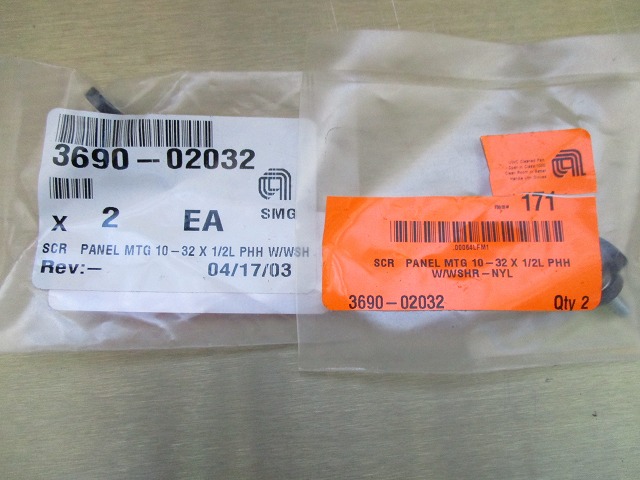 3690-02032
X 2 EA
SMG
SCR PANEL MTG 10-32 X 1/2L PHH W/WSH
Rev:- 04/17/03
171
SCR PANEL MTG 10-32 X 1/2L PHH
W/WSHR-NYL
3690-02032 Qty 2